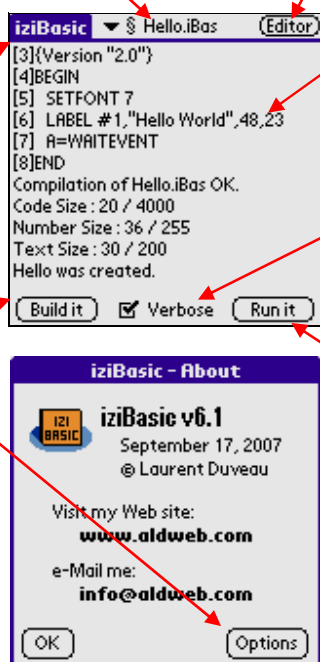 iziBasic § Hello.iBas (Editor)
[3]{Version "2.0"}
[4]BEGIN
[5] SETFONT 7
[6] LABEL #1,"Hello World",48,23
[7] A=WAITEVENT
[8]END
Compilation of Hello.iBas OK.
Code Size : 20 / 4000
Number Size : 36 / 255
Text Size : 30 / 200
Hello was created.
Build it Verbose Run it
iziBasic - About
IZI
BASIC
iziBasic v6.1
September 17, 2007
© Laurent Duveau
Visit my Web site:
www.aldweb.com
e-Mail me:
info@aldweb.com
OK Options